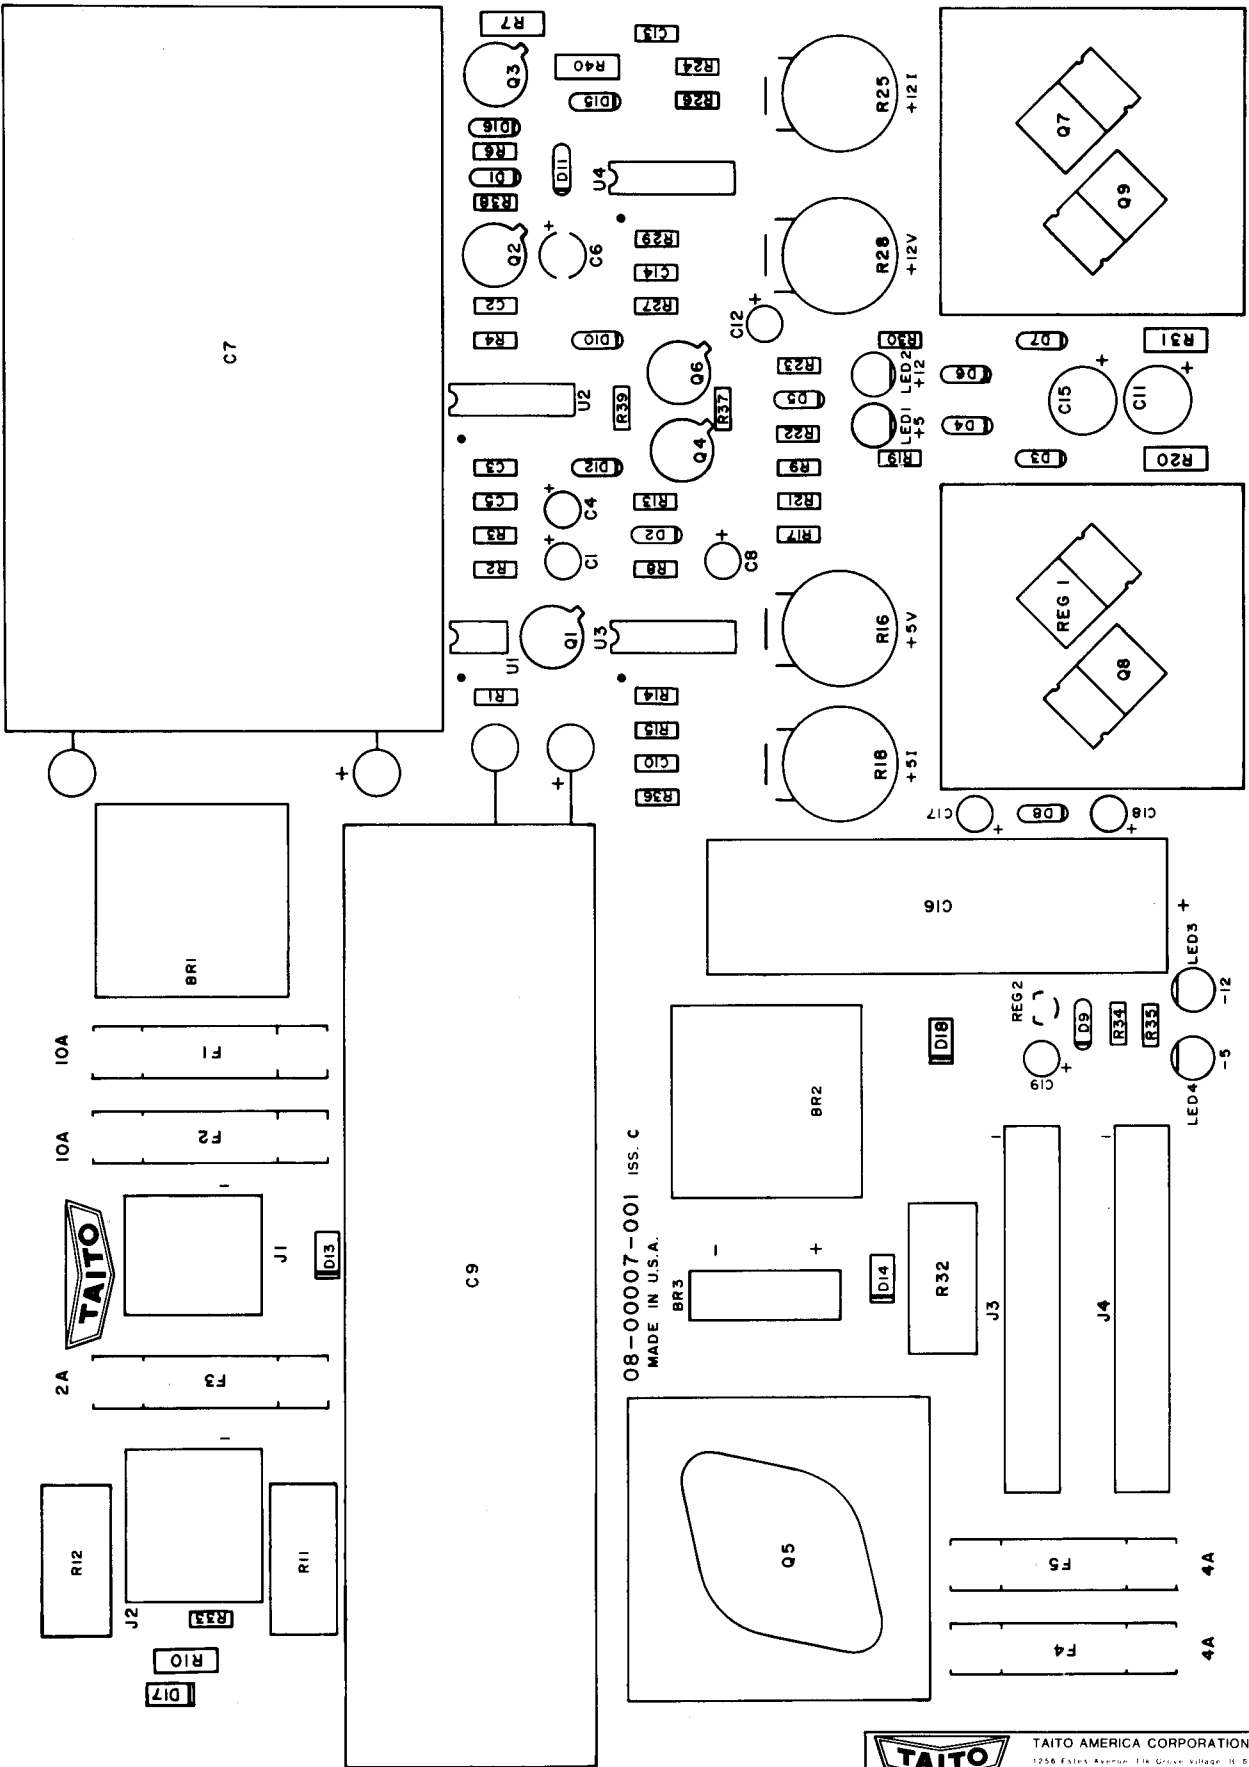 R7
C13
Q3
R40
R24
D15
R26
R25
+12I
D16
R6
D1
D11
U4
R38
Q7
Q9
Q2
C6
R29
C14
R28
+12V
C2
R27
C12
+
R4
D10
R30
D7
R31
C7
Q6
R23
LED2
+12
D6
U2
R39
R37
D5
C15
+
C11
+
Q4
R22
LED1
+5
D4
C3
D12
R9
R19
D3
R20
C5
+
C4
R13
R21
R3
+
C1
D2
+
C8
R17
R2
R8
REG 1
U1
Q1
U3
R16
+5V
Q8
R1
R14
R15
C10
R36
R18
+5I
+
+
C17
+
D8
C18
+
C16
+
BR1
LED3
-12
REG2
D9
R34
R35
10A
F1
D18
C19
+
-5
LED4
10A
F2
BR2
TAITO
-
J1
D13
C9
08-00007-001 ISS. C
MADE IN U.S.A.
BR3
-
+
D14
R32
J3
-
J4
-
2A
F3
-
R12
J2
R11
R33
R10
D17
Q5
F5
4A
F4
4A
TAITO
TAITO AMERICA CORPORATION